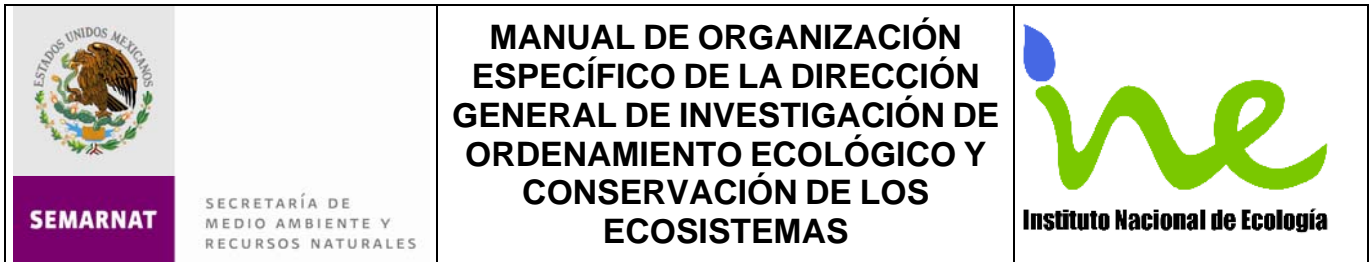 ESTADOS UNIDOS MEXICANOS
SEMARNAT
SECRETARÍA DE
MEDIO AMBIENTE Y
RECURSOS NATURALES
MANUAL DE ORGANIZACIÓN
ESPECÍFICO DE LA DIRECCIÓN
GENERAL DE INVESTIGACIÓN DE
ORDENAMIENTO ECOLÓGICO Y
CONSERVACIÓN DE LOS
ECOSISTEMAS
ine
Instituto Nacional de Ecología